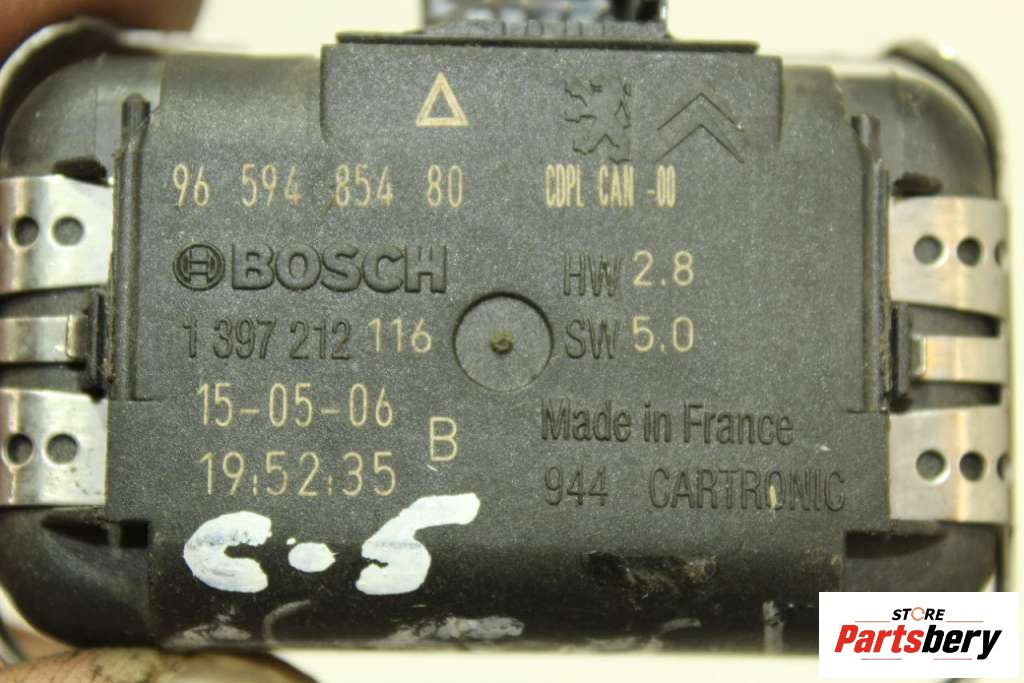 96 594 854 80 CDPL CAN -00
BOSCH HW 2.8
1 397 212 116 SW 5.0
15-05-06 Made in France
B
19:52:35 944 CARTRONIC
C-5
STORE
Partsbery